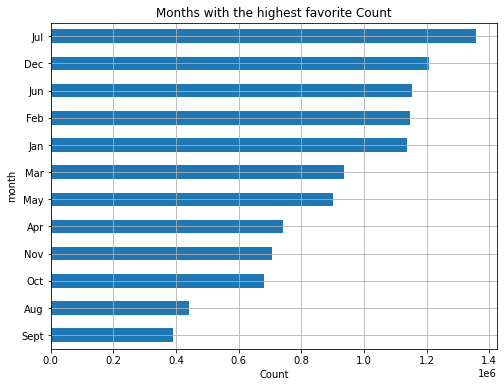 Months with the highest favorite Count
Jul
Dec
Jun
Feb
Jan
Mar
May
Apr
Nov
Oct
Aug
Sept
month
0.0 0.2 0.4 0.6 0.8 1.0 1.2 1.4
1e6
Count